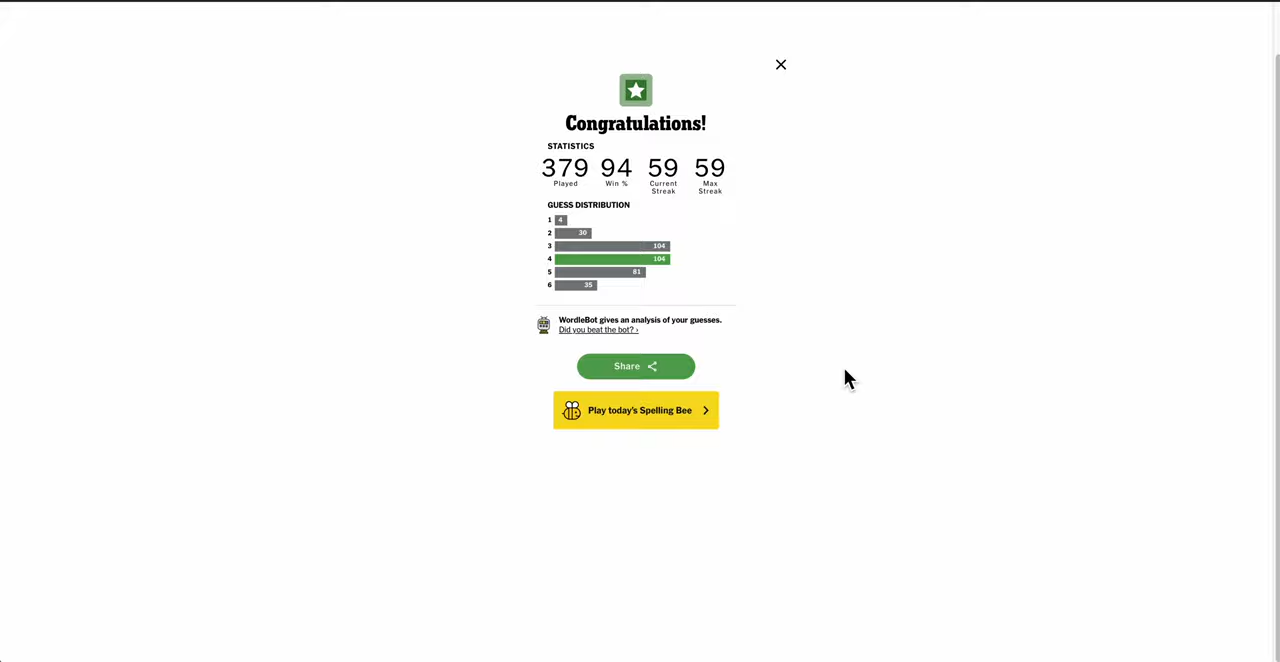 Congratulations!
STATISTICS
379 94 59 59
Played Win % Current Streak Max Streak
GUESS DISTRIBUTION
1 4
2 30
3 104
4 104
5 81
6 35
WordleBot gives an analysis of your guesses.
Did you beat the bot? ›
Share
Play today's Spelling Bee